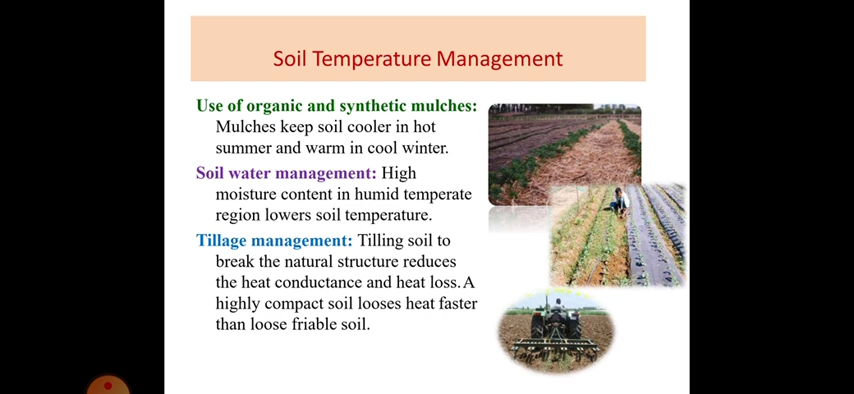 Soil Temperature Management
Use of organic and synthetic mulches:
Mulches keep soil cooler in hot
summer and warm in cool winter.
Soil water management: High
moisture content in humid temperate
region lowers soil temperature.
Tillage management: Tilling soil to
break the natural structure reduces
the heat conductance and heat loss. A
highly compact soil looses heat faster
than loose friable soil.